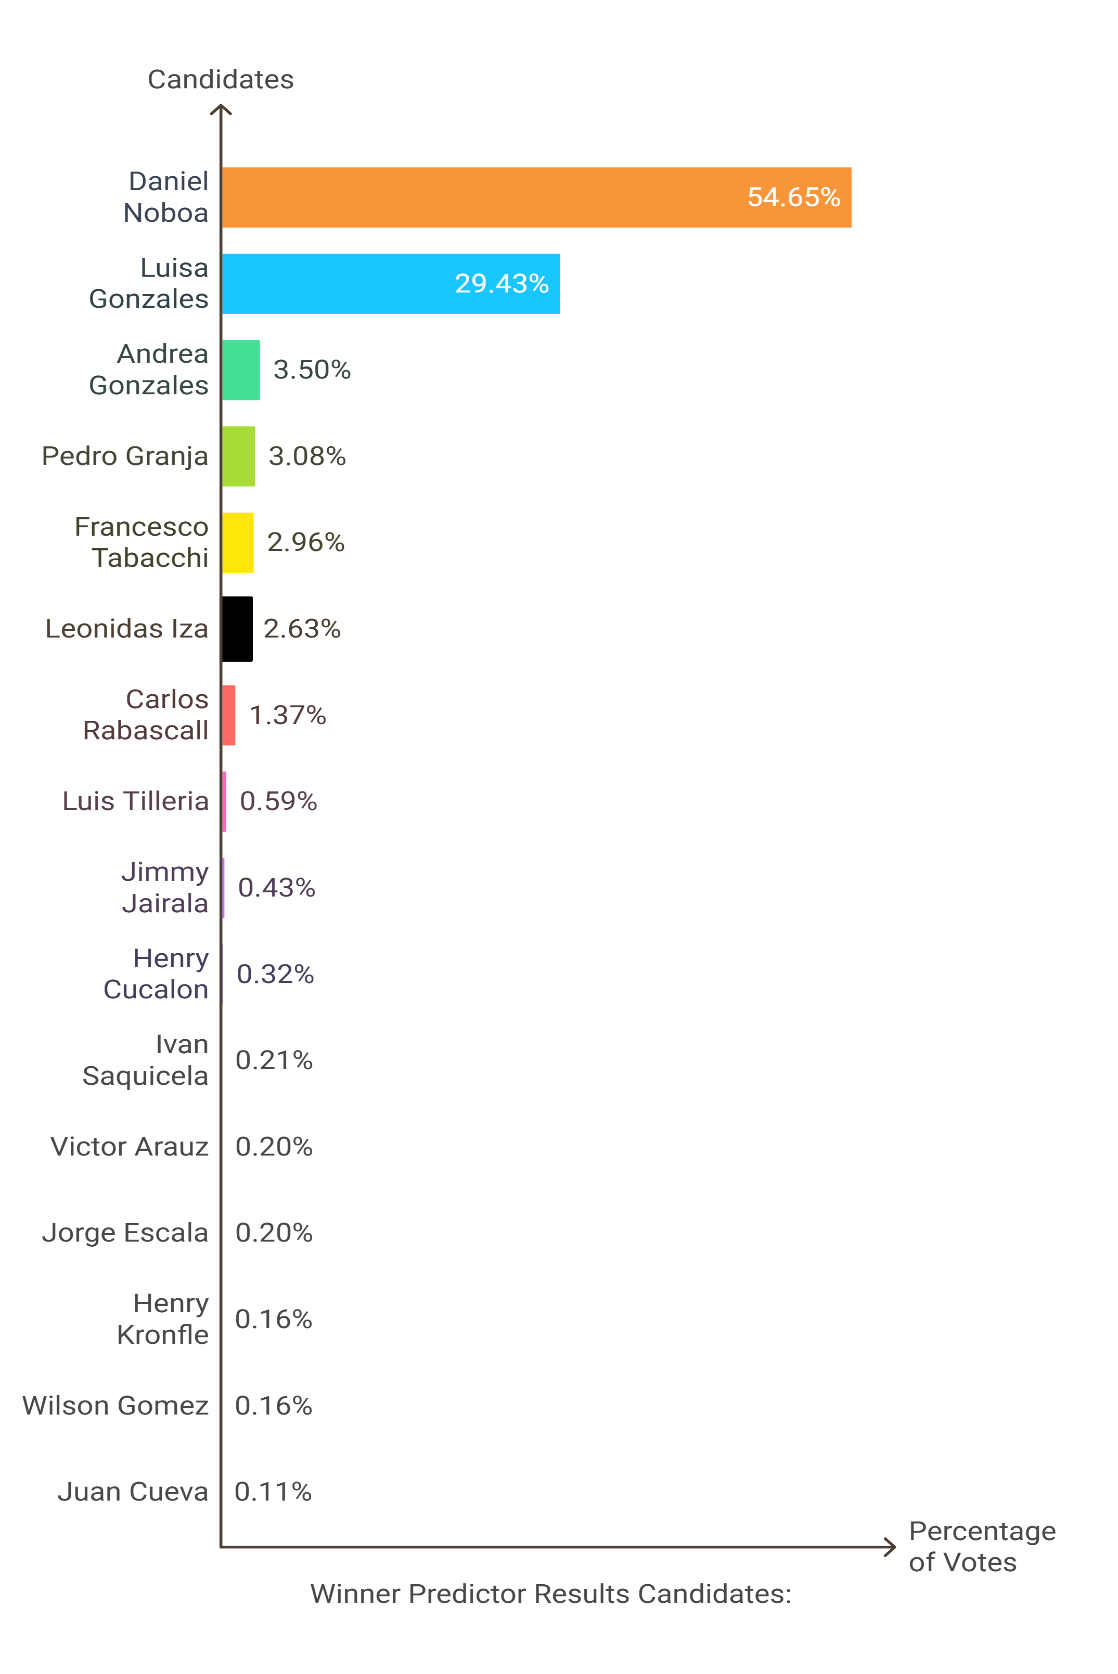 Candidates
Daniel
Noboa
54.65%
Luisa
Gonzales
29.43%
Andrea
Gonzales
3.50%
Pedro Granja
3.08%
Francesco
Tabacchi
2.96%
Leonidas Iza
2.63%
Carlos
Rabascall
1.37%
Luis Tilleria
0.59%
Jimmy
Jairala
0.43%
Henry
Cucalon
0.32%
Ivan
Saquicela
0.21%
Victor Arauz
0.20%
Jorge Escala
0.20%
Henry
Kronfle
0.16%
Wilson Gomez
0.16%
Juan Cueva
0.11%
Percentage
of Votes
Winner Predictor Results Candidates: